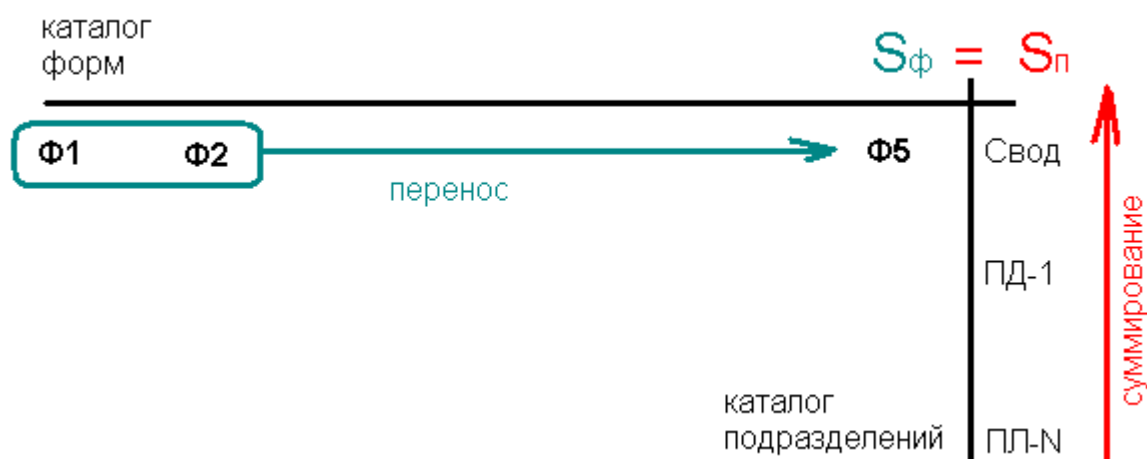 каталог
форм
Sф = Sп
Ф1 Ф2 Ф5 Свод
перенос
суммирование
ПД-1
каталог
подразделений ПЛ-N